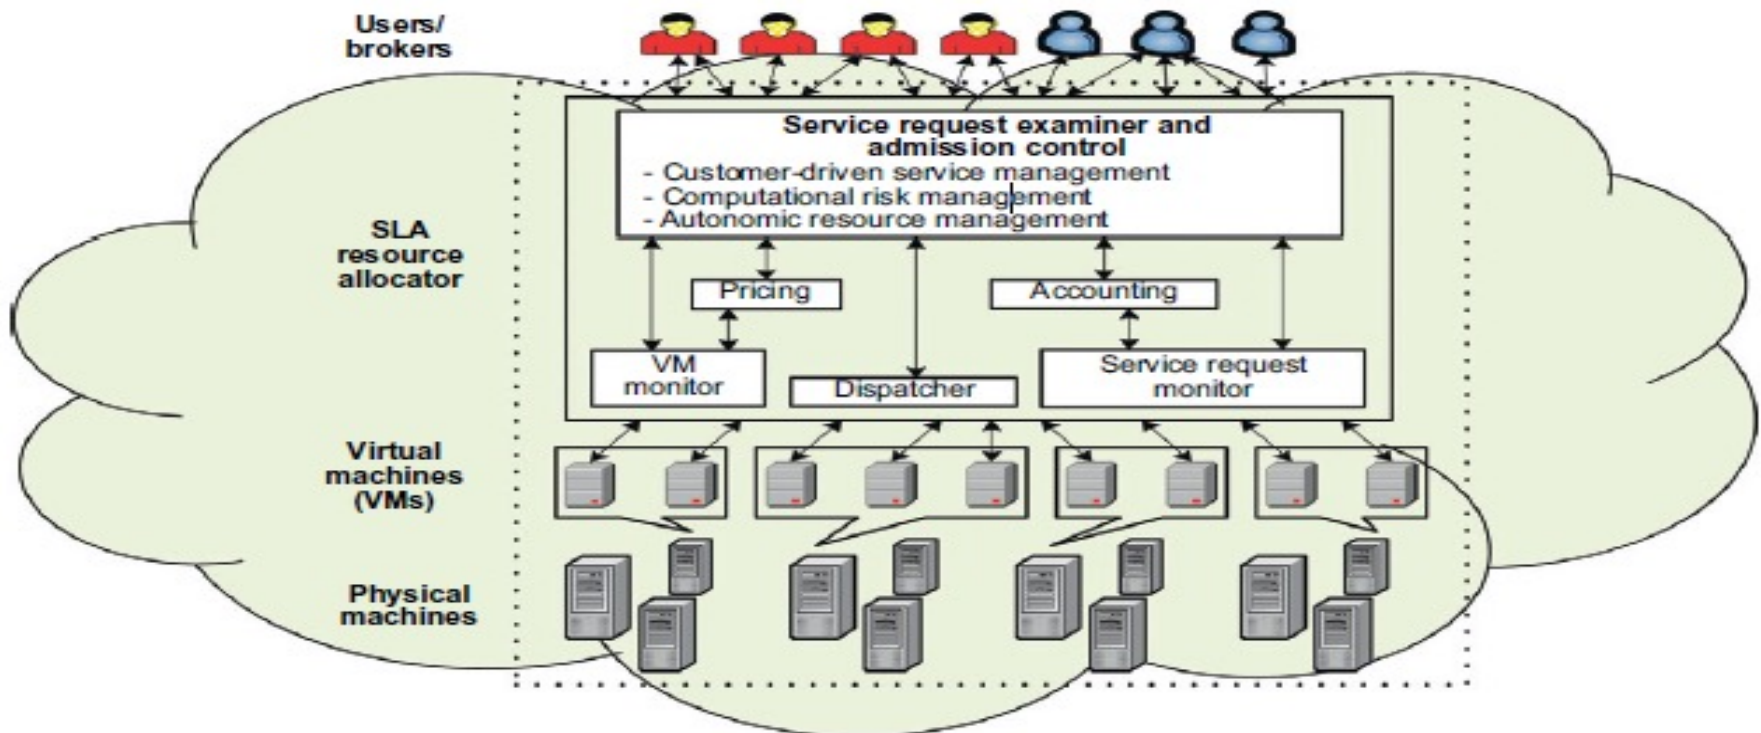 Users/
brokers
Service request examiner and
admission control
- Customer-driven service management
- Computational risk management
- Autonomic resource management
SLA
resource
allocator
Pricing
Accounting
VM
monitor
Dispatcher
Service request
monitor
Virtual
machines
(VMs)
Physical
machines